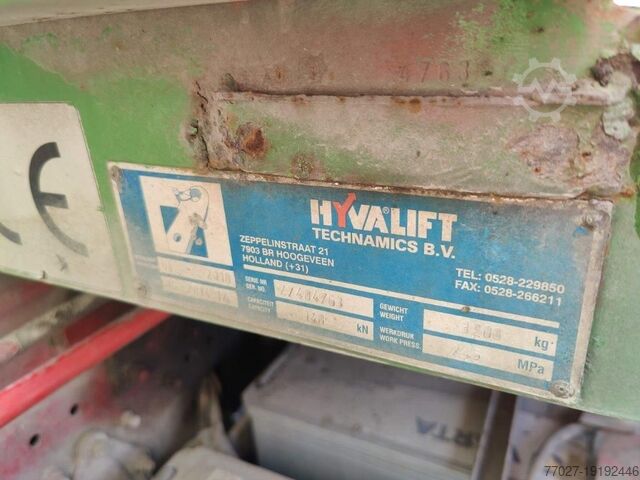 4763
CE
HYVALIFT
TECHNAMICS B.V.
ZEPPELINSTRAAT 21
7903 BR HOOGEVEEN
HOLLAND (+31)
TEL: 0528-229850
FAX: 0528-266211
SERIE NR
SER. NO.
CAPACITEIT
CAPACITY
kN
GEWICHT
WEIGHT
kg
WERKDRUK
WORK PRESS.
MPa
77027-19192446